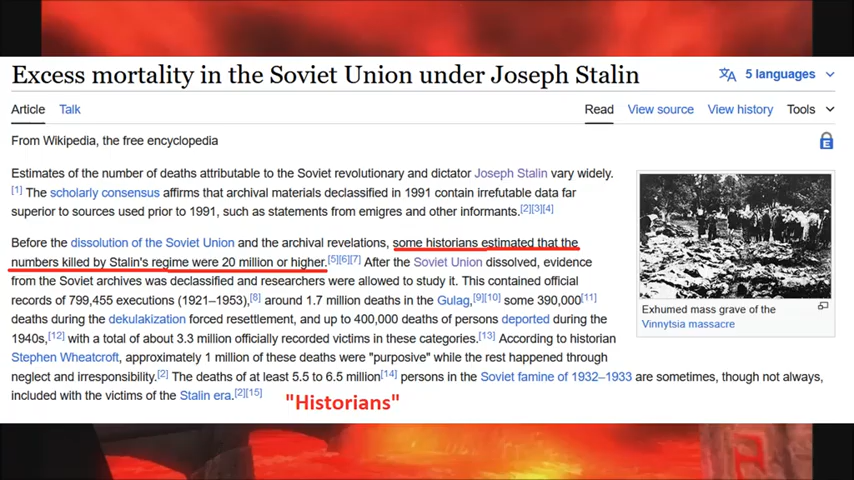 Excess mortality in the Soviet Union under Joseph Stalin
5 languages
Article Talk
Read View source View history Tools
From Wikipedia, the free encyclopedia
Estimates of the number of deaths attributable to the Soviet revolutionary and dictator Joseph Stalin vary widely.
[1] The scholarly consensus affirms that archival materials declassified in 1991 contain irrefutable data far
superior to sources used prior to 1991, such as statements from emigres and other informants.[2][3][4]
Before the dissolution of the Soviet Union and the archival revelations, some historians estimated that the
numbers killed by Stalin's regime were 20 million or higher.[5][6][7] After the Soviet Union dissolved, evidence
from the Soviet archives was declassified and researchers were allowed to study it. This contained official
records of 799,455 executions (1921–1953),[8] around 1.7 million deaths in the Gulag,[9][10] some 390,000[11]
deaths during the dekulakization forced resettlement, and up to 400,000 deaths of persons deported during the
1940s,[12] with a total of about 3.3 million officially recorded victims in these categories.[13] According to historian
Stephen Wheatcroft, approximately 1 million of these deaths were "purposive" while the rest happened through
neglect and irresponsibility.[2] The deaths of at least 5.5 to 6.5 million[14] persons in the Soviet famine of 1932–1933 are sometimes, though not always,
included with the victims of the Stalin era.[2][15]
Exhumed mass grave of the
Vinnytsia massacre
"Historians"